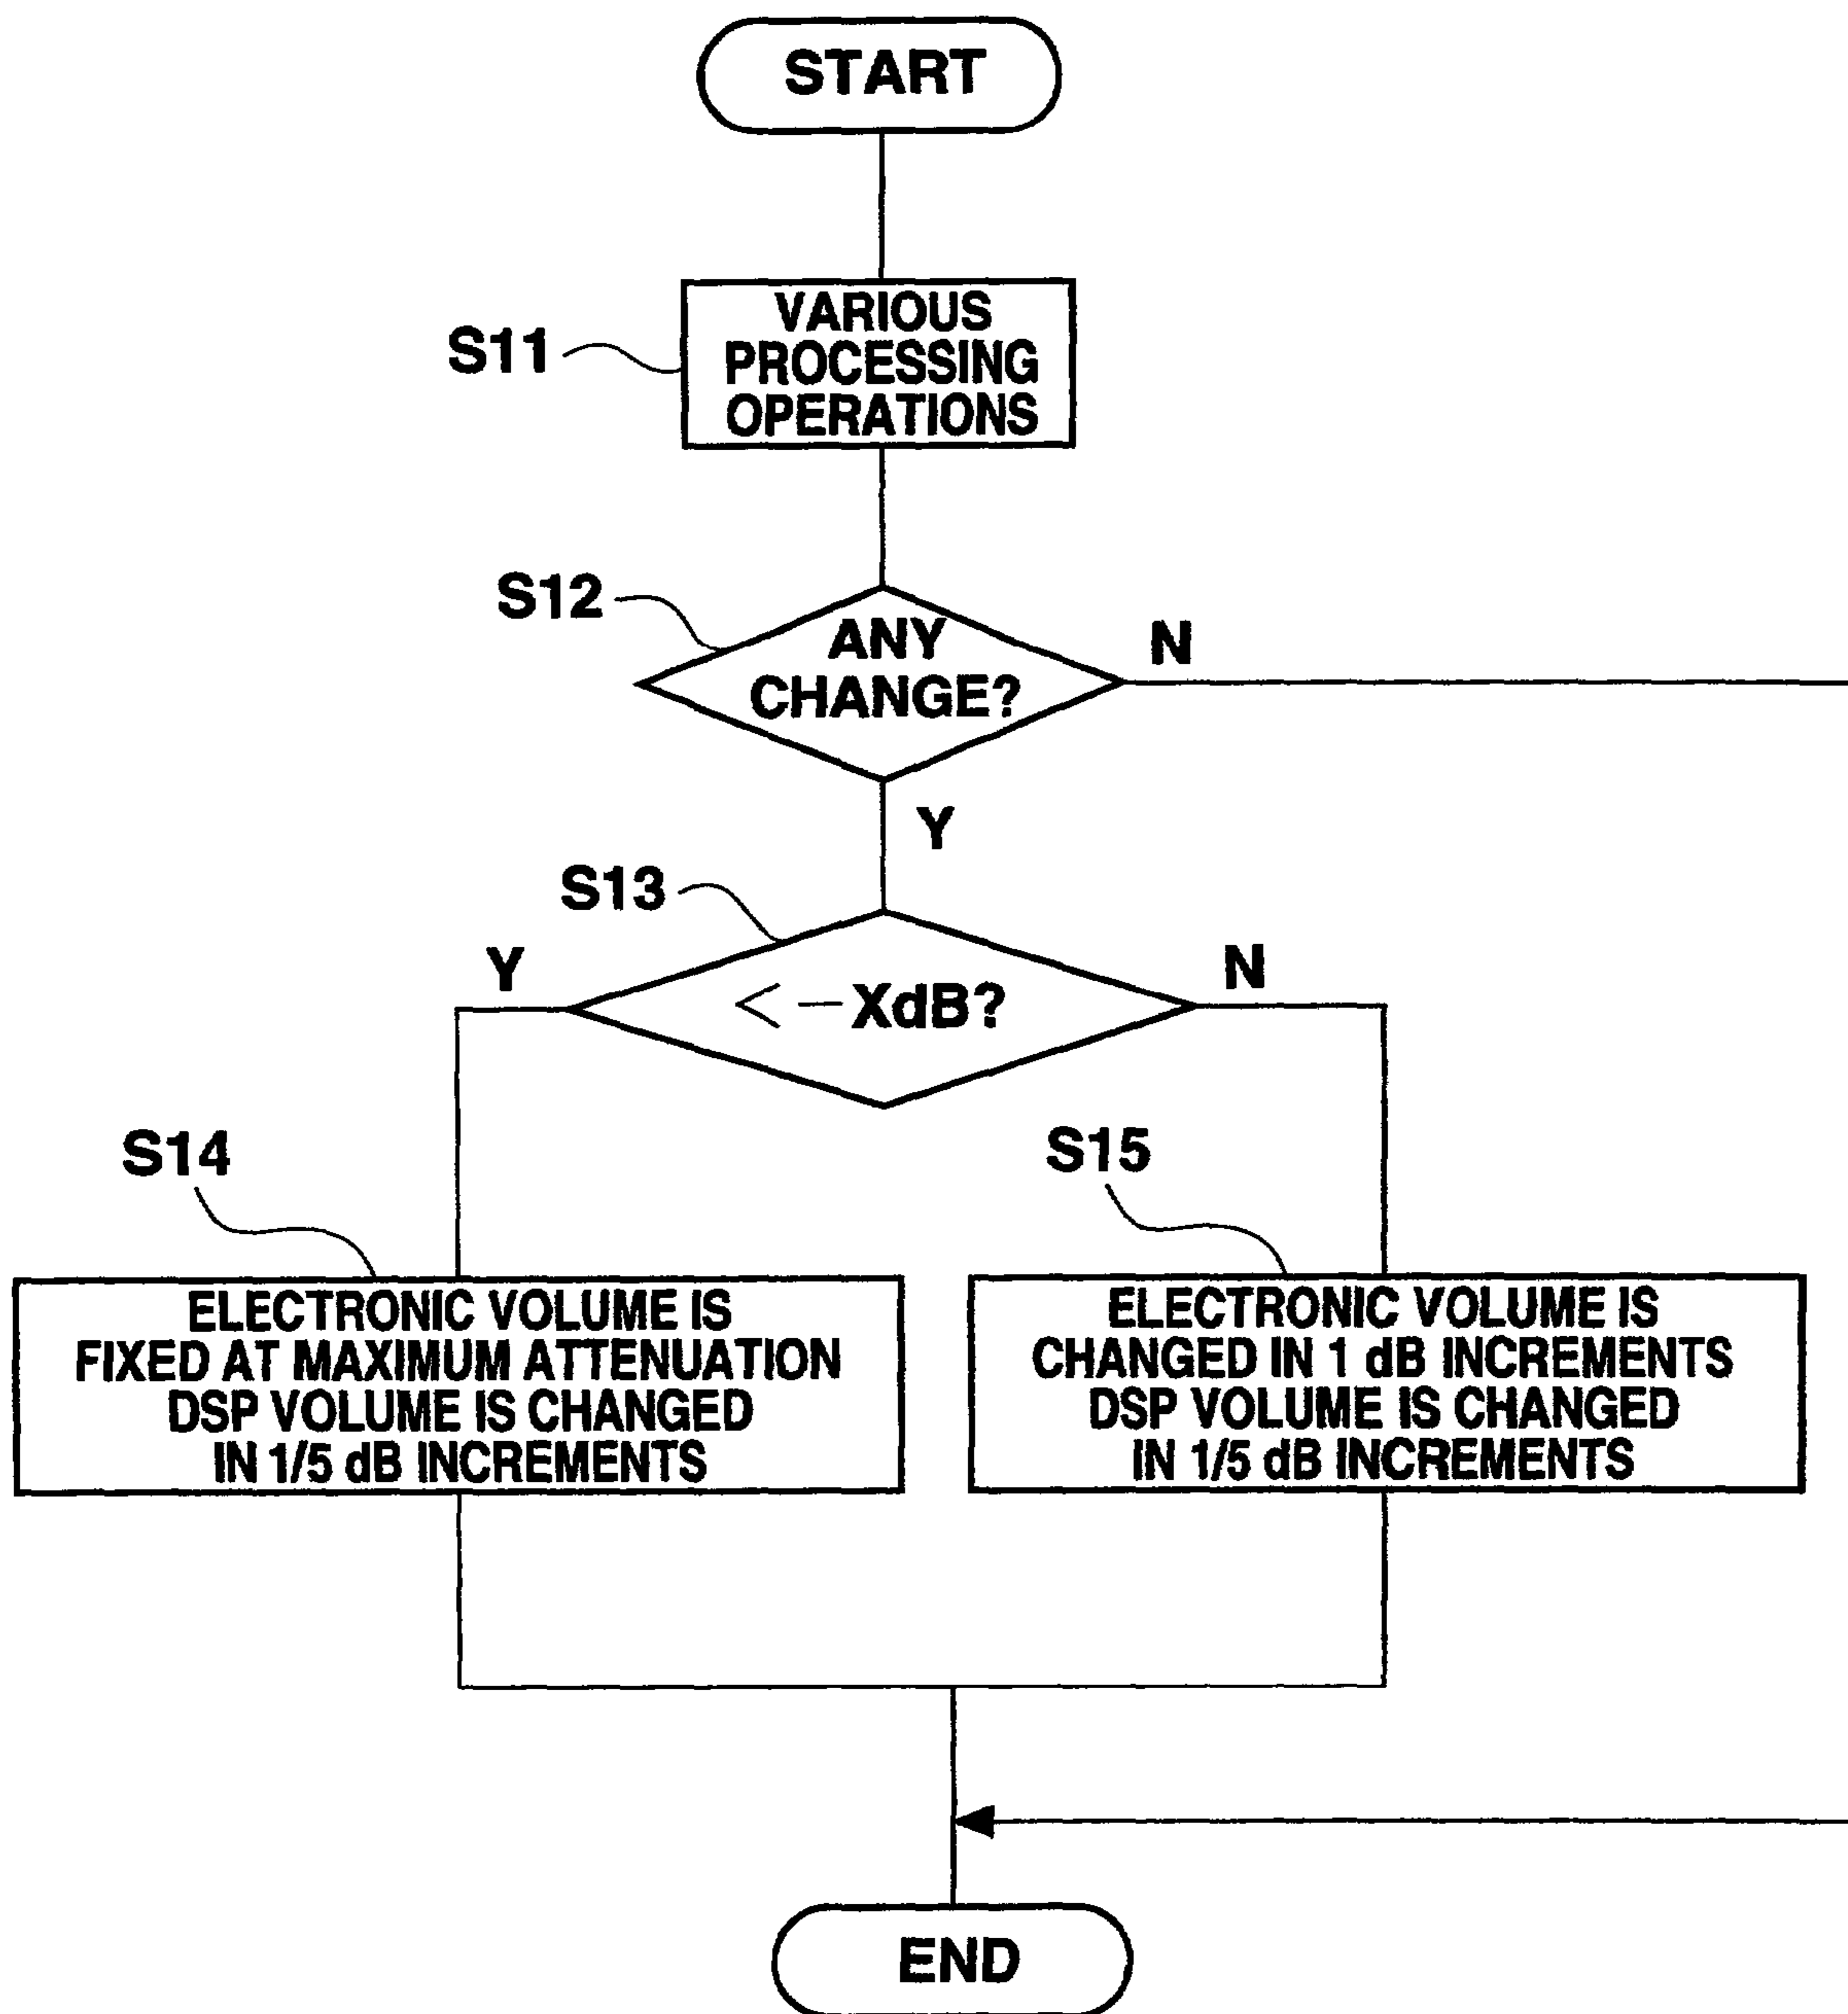 START
S11
VARIOUS
PROCESSING
OPERATIONS
S12
ANY
CHANGE?
N
Y
S13
Y
< −XdB?
N
S14
S15
ELECTRONIC VOLUME IS
FIXED AT MAXIMUM ATTENUATION
DSP VOLUME IS CHANGED
IN 1/5 dB INCREMENTS
ELECTRONIC VOLUME IS
CHANGED IN 1 dB INCREMENTS
DSP VOLUME IS CHANGED
IN 1/5 dB INCREMENTS
END